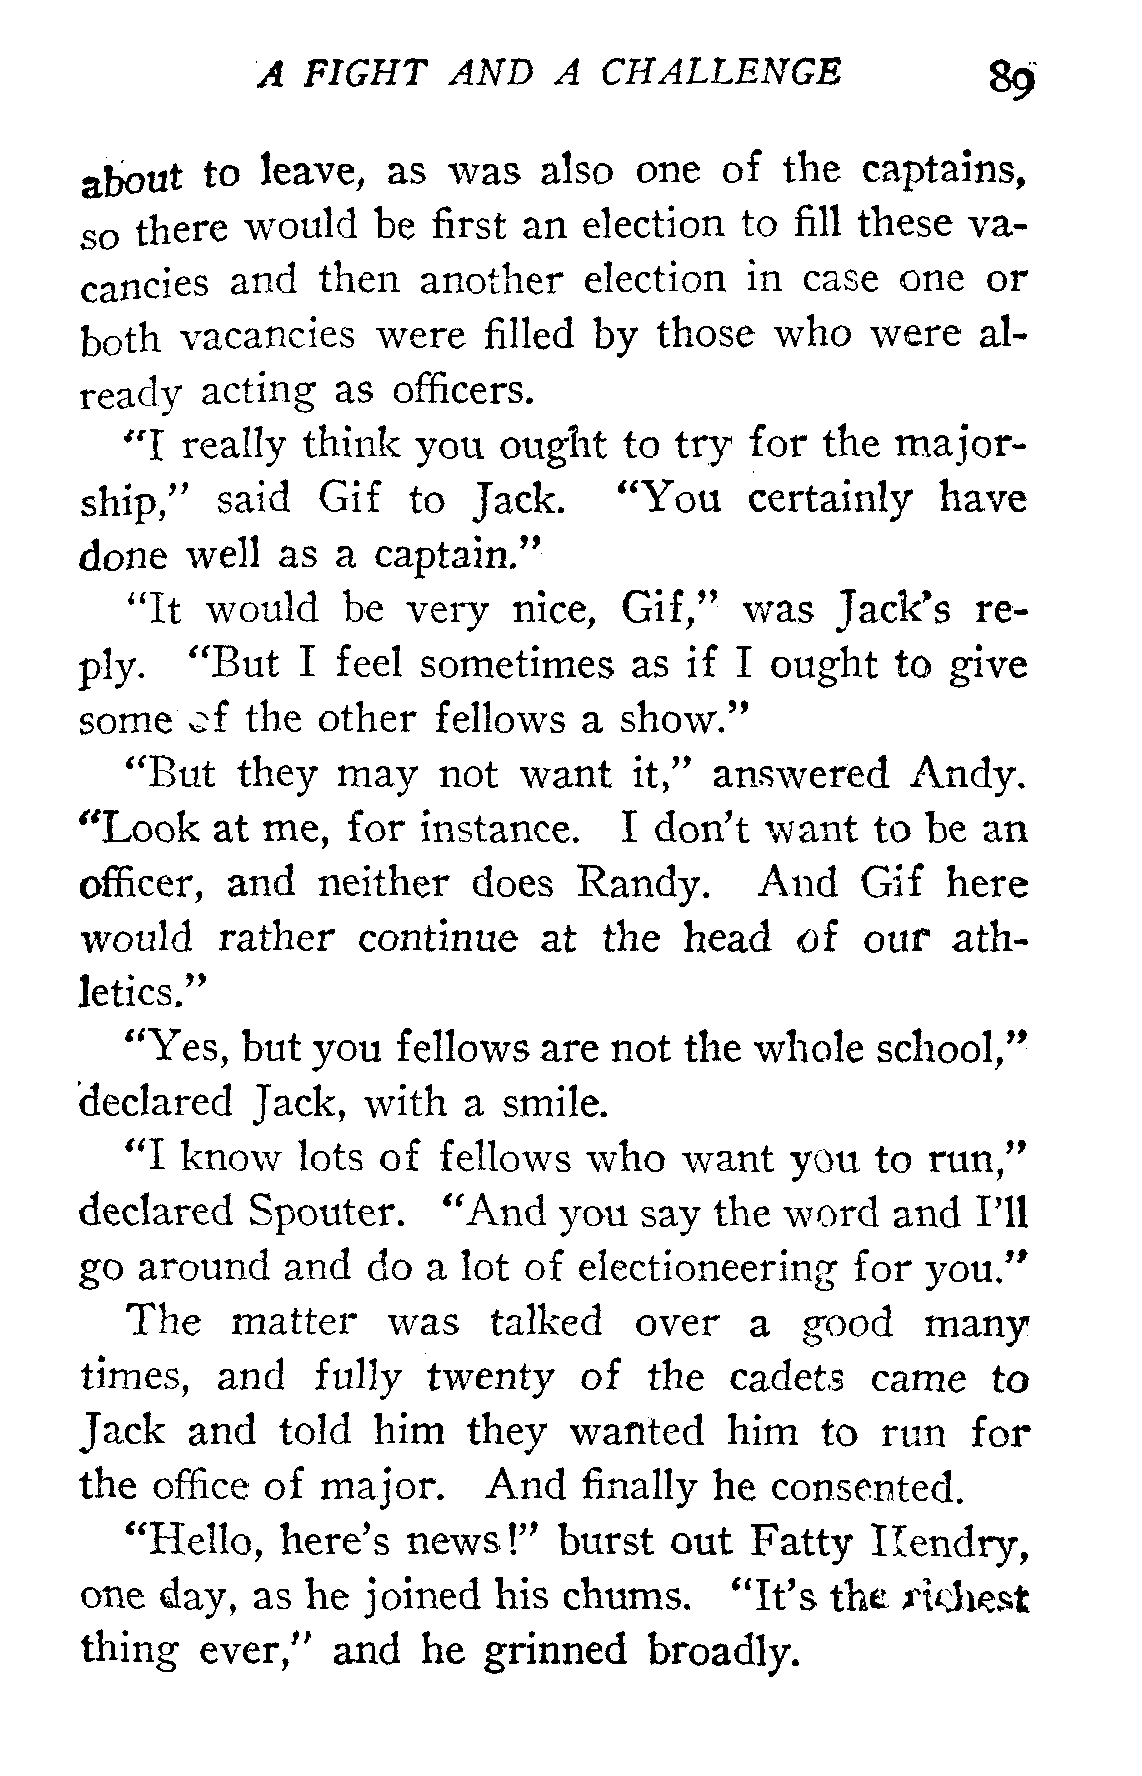 A FIGHT AND A CHALLENGE 89
about to leave, as was also one of the captains,
so there would be first an election to fill these va-
cancies and then another election in case one or
both vacancies were filled by those who were al-
ready acting as officers.
“I really think you ought to try for the major-
ship,” said Gif to Jack. “You certainly have
done well as a captain.”
“It would be very nice, Gif,” was Jack’s re-
ply. “But I feel sometimes as if I ought to give
some of the other fellows a show.”
“But they may not want it,” answered Andy.
“Look at me, for instance. I don’t want to be an
officer, and neither does Randy. And Gif here
would rather continue at the head of our ath-
letics.”
“Yes, but you fellows are not the whole school,”
declared Jack, with a smile.
“I know lots of fellows who want you to run,”
declared Spouter. “And you say the word and I’ll
go around and do a lot of electioneering for you.”
The matter was talked over a good many
times, and fully twenty of the cadets came to
Jack and told him they wanted him to run for
the office of major. And finally he consented.
“Hello, here’s news!” burst out Fatty Hendry,
one day, as he joined his chums. “It’s the richest
thing ever,” and he grinned broadly.